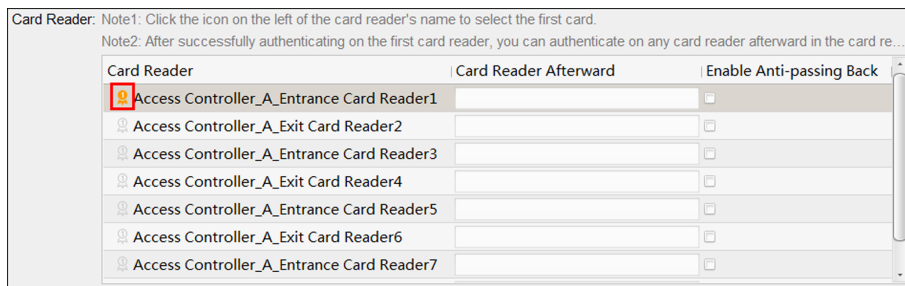 Card Reader: Note1: Click the icon on the left of the card reader's name to select the first card.
Note2: After successfully authenticating on the first card reader, you can authenticate on any card reader afterward in the card re...
Card Reader Card Reader Afterward Enable Anti-passing Back
Access Controller_A_Entrance Card Reader1
Access Controller_A_Exit Card Reader2
Access Controller_A_Entrance Card Reader3
Access Controller_A_Exit Card Reader4
Access Controller_A_Entrance Card Reader5
Access Controller_A_Exit Card Reader6
Access Controller_A_Entrance Card Reader7